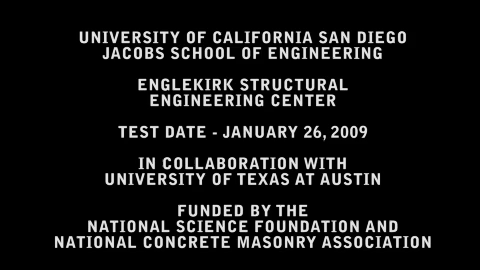 UNIVERSITY OF CALIFORNIA SAN DIEGO
JACOBS SCHOOL OF ENGINEERING
ENGLEKIRK STRUCTURAL
ENGINEERING CENTER
TEST DATE - JANUARY 26, 2009
IN COLLABORATION WITH
UNIVERSITY OF TEXAS AT AUSTIN
FUNDED BY THE
NATIONAL SCIENCE FOUNDATION AND
NATIONAL CONCRETE MASONRY ASSOCIATION